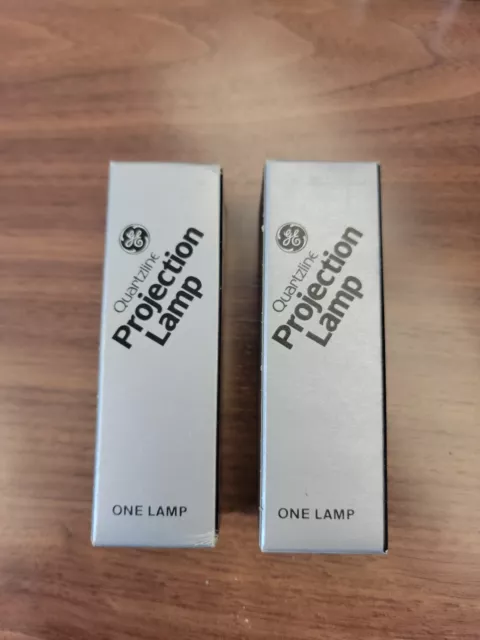 GE
Quartzline
Projection
Lamp
ONE LAMP
GE
Quartzline
Projection
Lamp
ONE LAMP